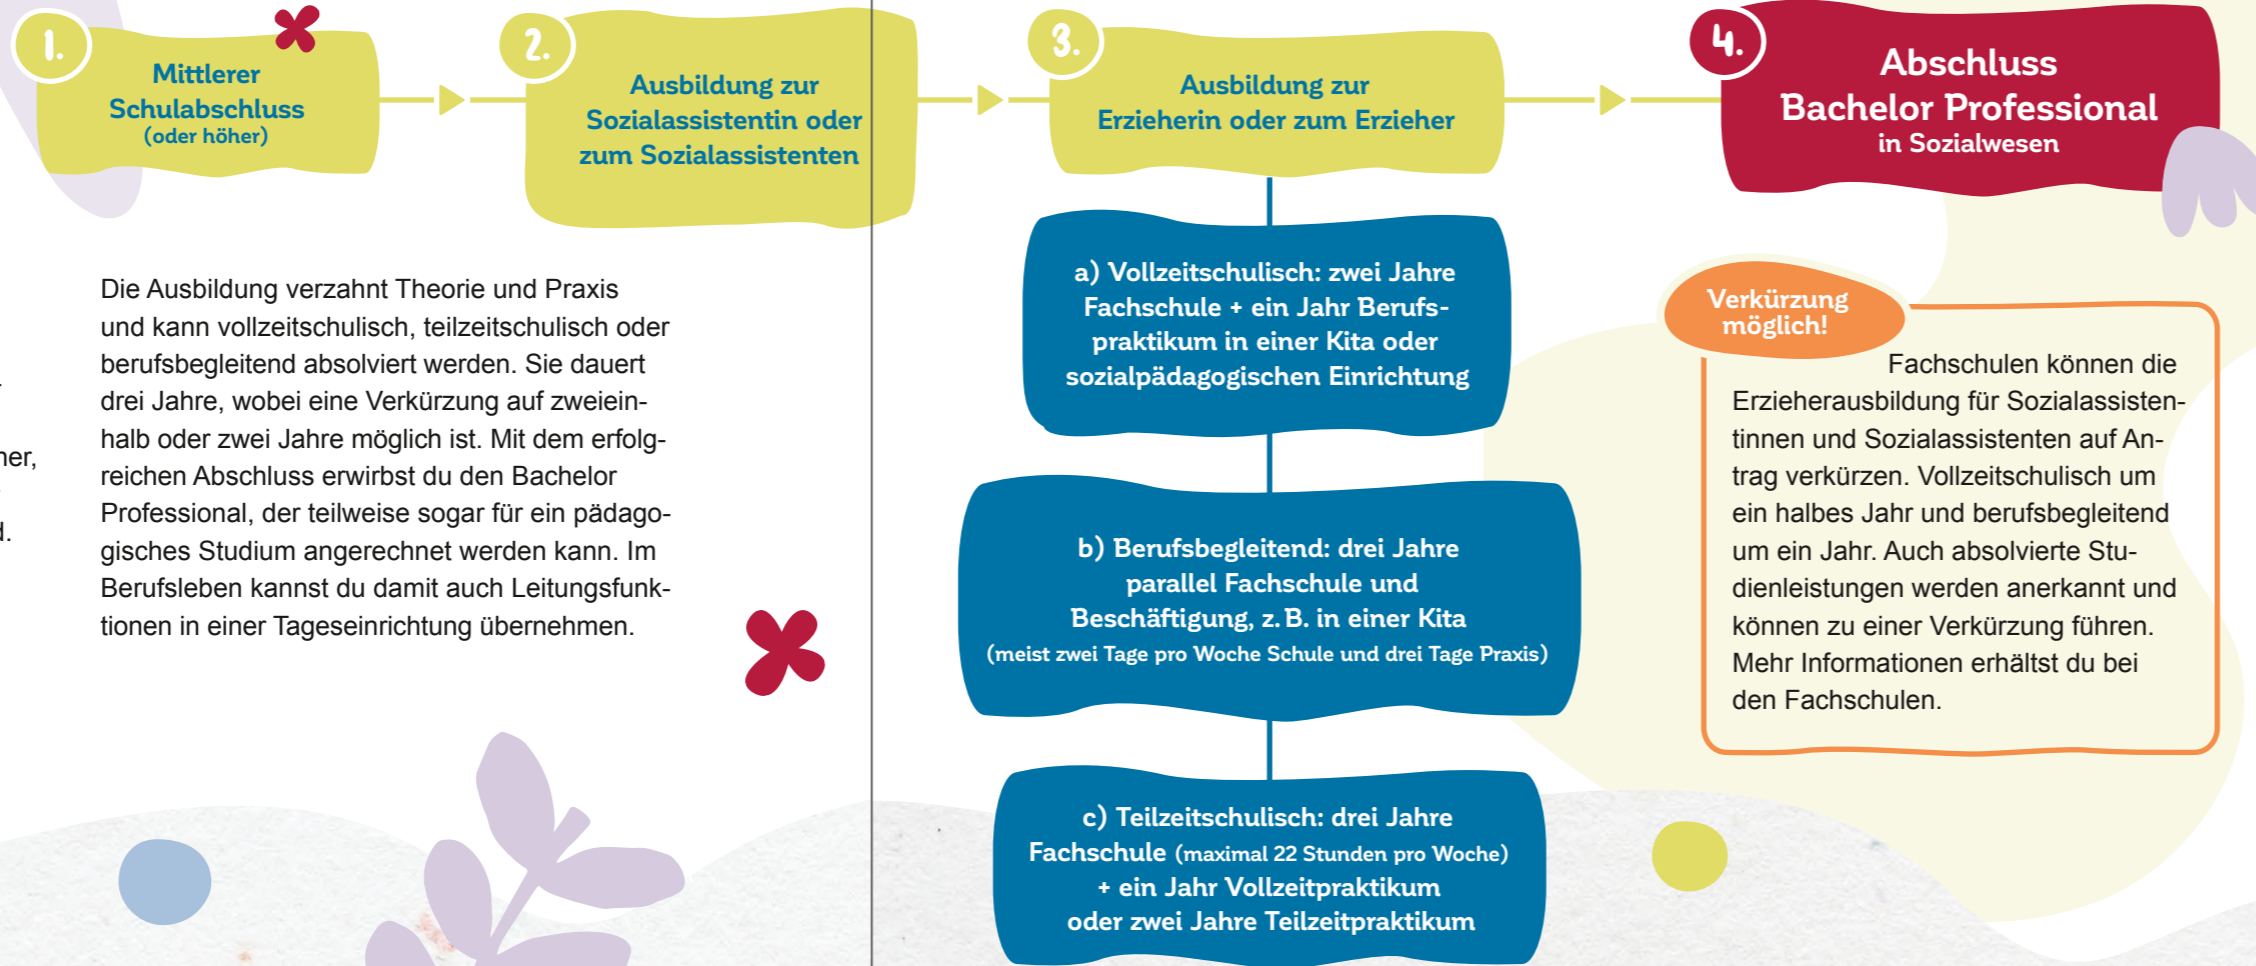 1.
Mittlerer
Schulabschluss
(oder höher)
2.
Ausbildung zur
Sozialassistentin oder
zum Sozialassistenten
3.
Ausbildung zur
Erzieherin oder zum Erzieher
4.
Abschluss
Bachelor Professional
in Sozialwesen
Die Ausbildung verzahnt Theorie und Praxis
und kann vollzeitschulisch, teilzeitschulisch oder
berufsbegleitend absolviert werden. Sie dauert
drei Jahre, wobei eine Verkürzung auf zweiein-
halb oder zwei Jahre möglich ist. Mit dem erfolg-
reichen Abschluss erwirbst du den Bachelor
Professional, der teilweise sogar für ein pädago-
gisches Studium angerechnet werden kann. Im
Berufsleben kannst du damit auch Leitungsfunk-
tionen in einer Tageseinrichtung übernehmen.
a) Vollzeitschulisch: zwei Jahre
Fachschule + ein Jahr Berufs-
praktikum in einer Kita oder
sozialpädagogischen Einrichtung
b) Berufsbegleitend: drei Jahre
parallel Fachschule und
Beschäftigung, z. B. in einer Kita
(meist zwei Tage pro Woche Schule und drei Tage Praxis)
c) Teilzeitschulisch: drei Jahre
Fachschule (maximal 22 Stunden pro Woche)
+ ein Jahr Vollzeitpraktikum
oder zwei Jahre Teilzeitpraktikum
Verkürzung
möglich!
Fachschulen können die
Erzieherausbildung für Sozialassisten-
tinnen und Sozialassistenten auf An-
trag verkürzen. Vollzeitschulisch um
ein halbes Jahr und berufsbegleitend
um ein Jahr. Auch absolvierte Stu-
dienleistungen werden anerkannt und
können zu einer Verkürzung führen.
Mehr Informationen erhältst du bei
den Fachschulen.